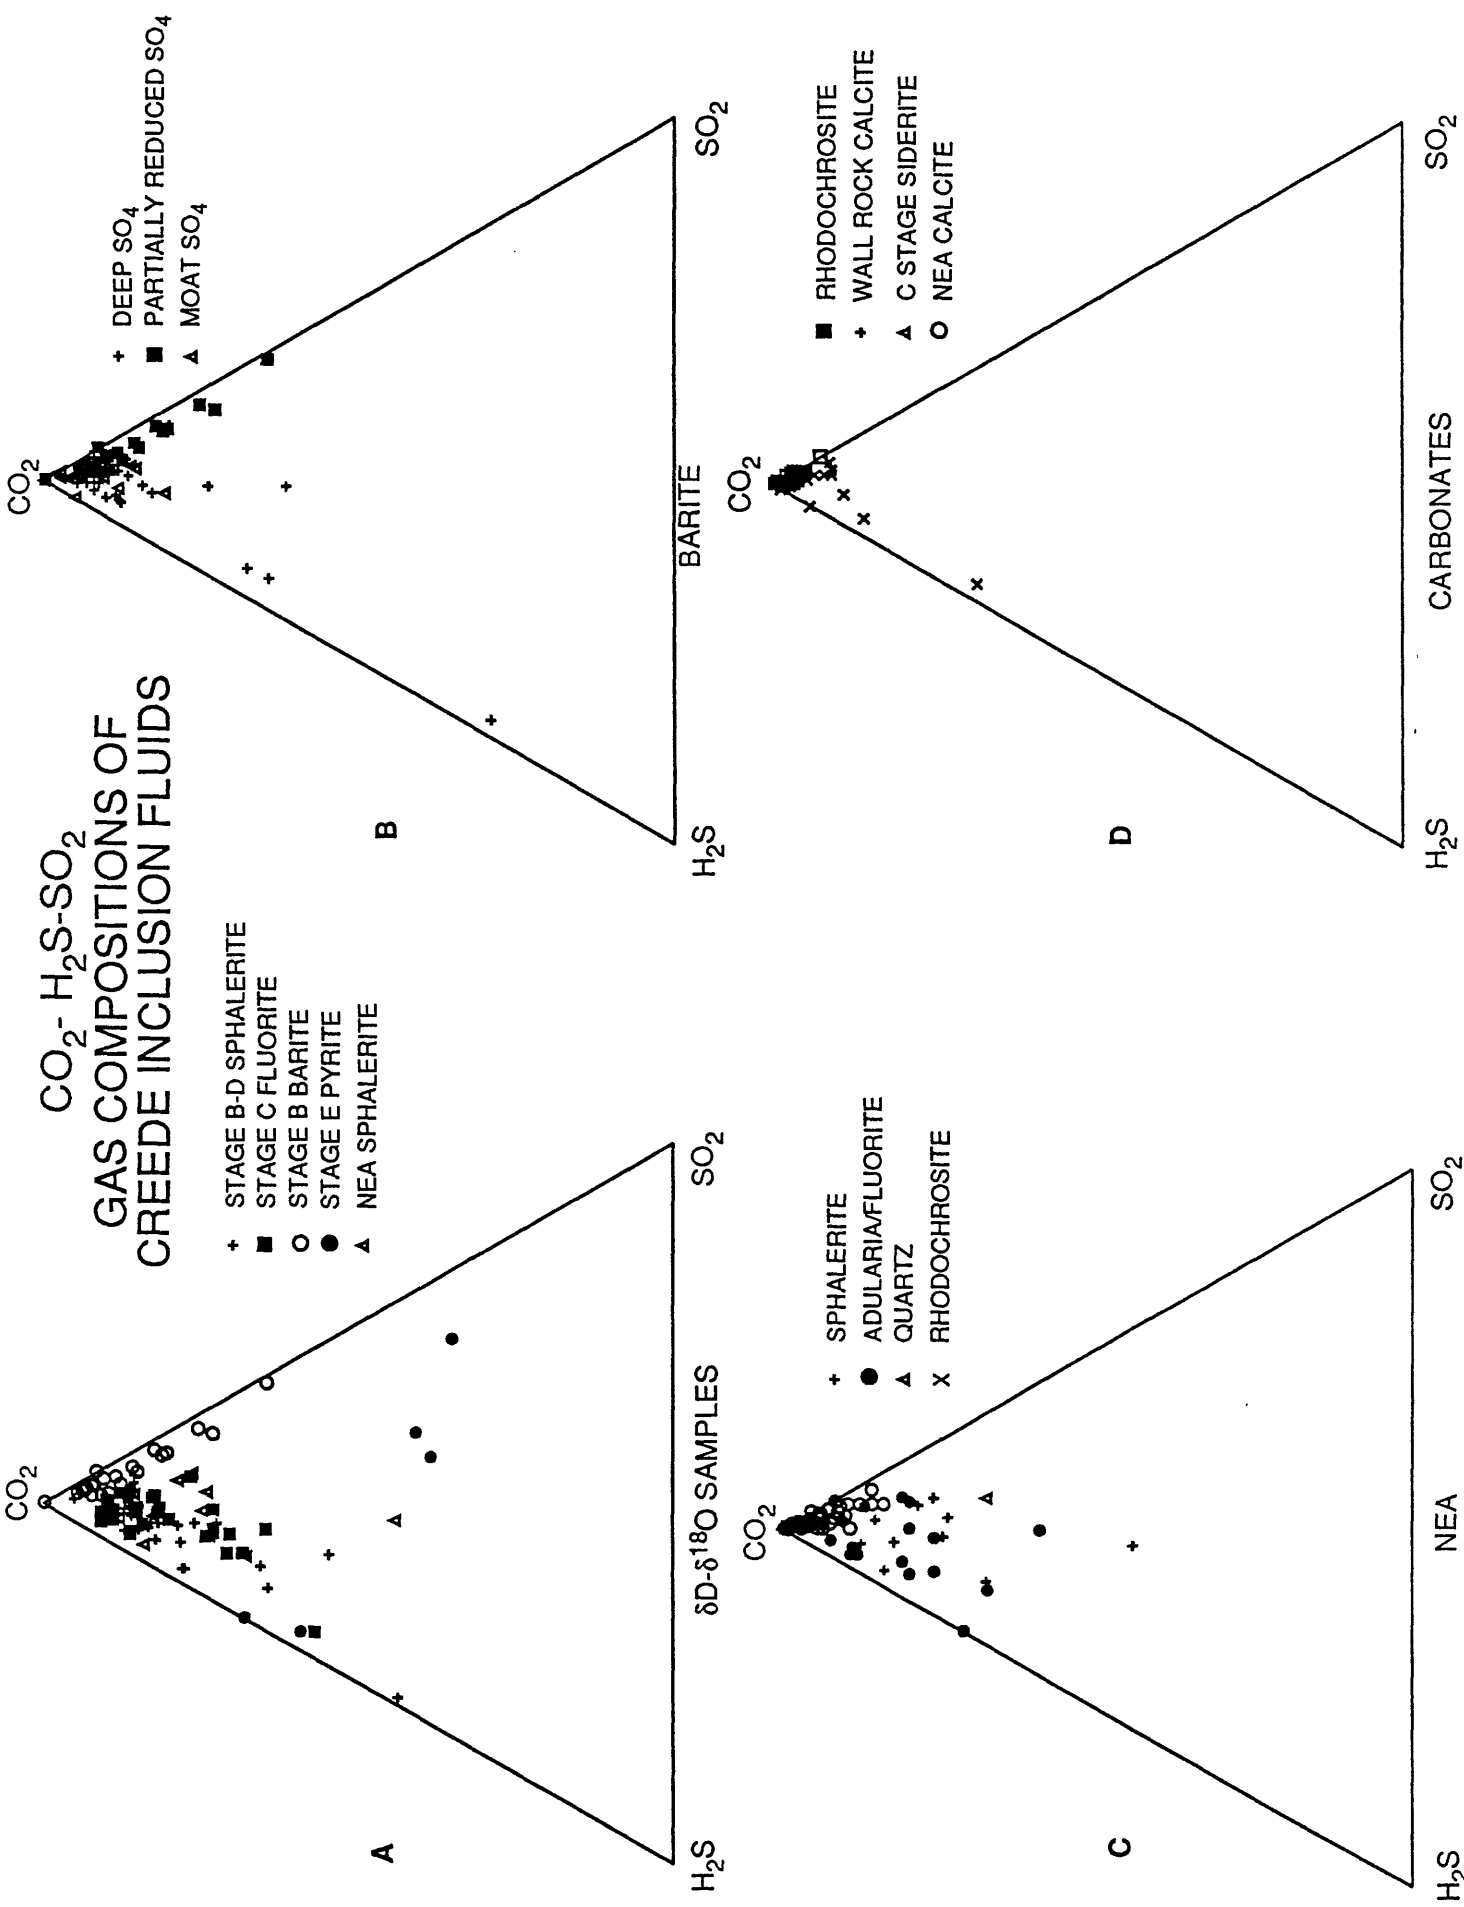 CO2- H2S-SO2
GAS COMPOSITIONS OF
CREEDE INCLUSION FLUIDS
CO2
+ STAGE B-D SPHALERITE
■ STAGE C FLUORITE
○ STAGE B BARITE
● STAGE E PYRITE
△ NEA SPHALERITE
A
H2S
SO2
δD-δ18O SAMPLES
CO2
+ DEEP SO4
■ PARTIALLY REDUCED SO4
△ MOAT SO4
B
H2S
SO2
BARITE
CO2
+ SPHALERITE
● ADULARIA/FLUORITE
△ QUARTZ
X RHODOCHROSITE
C
H2S
SO2
NEA
CO2
■ RHODOCHROSITE
+ WALL ROCK CALCITE
△ C STAGE SIDERITE
○ NEA CALCITE
D
H2S
SO2
CARBONATES